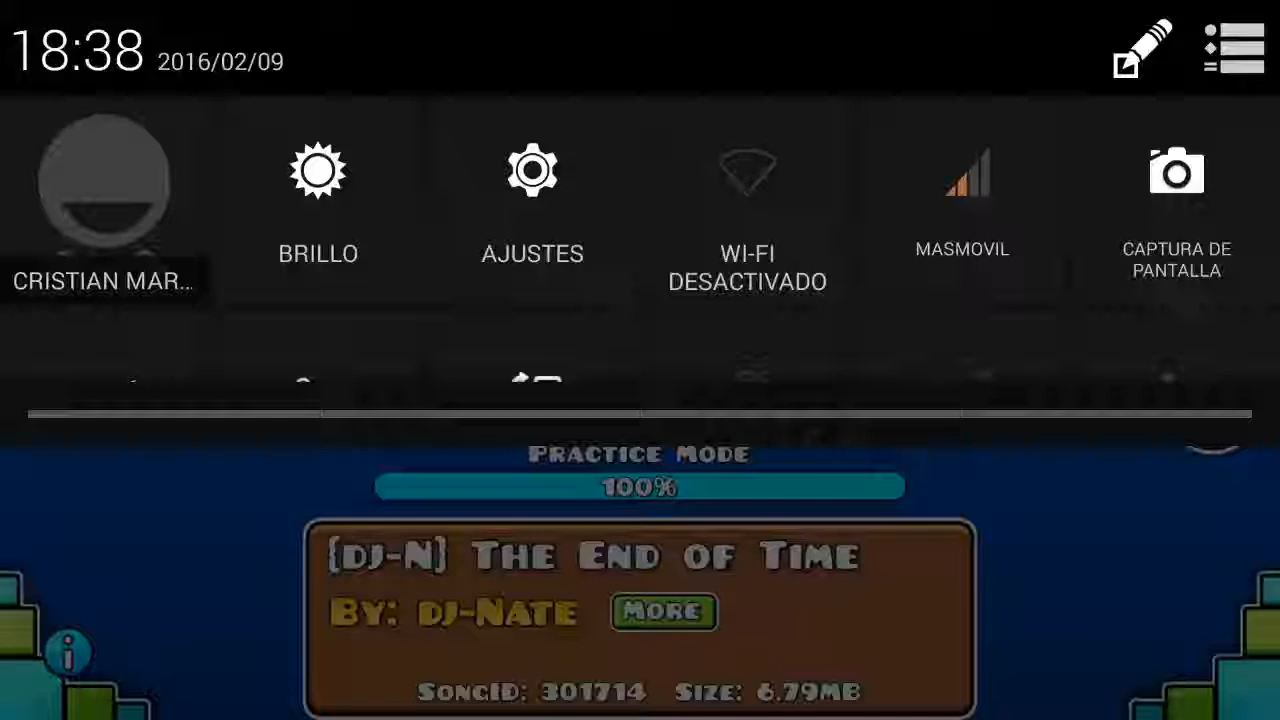 18:38 2016/02/09
CRISTIAN MAR...
BRILLO
AJUSTES
WI-FI
DESACTIVADO
MASMOVIL
CAPTURA DE
PANTALLA
PRACTICE MODE
100%
[DJ-N] THE END OF TIME
BY: DJ-NATE MORE
SONGID: 301714 SIZE: 6.79MB